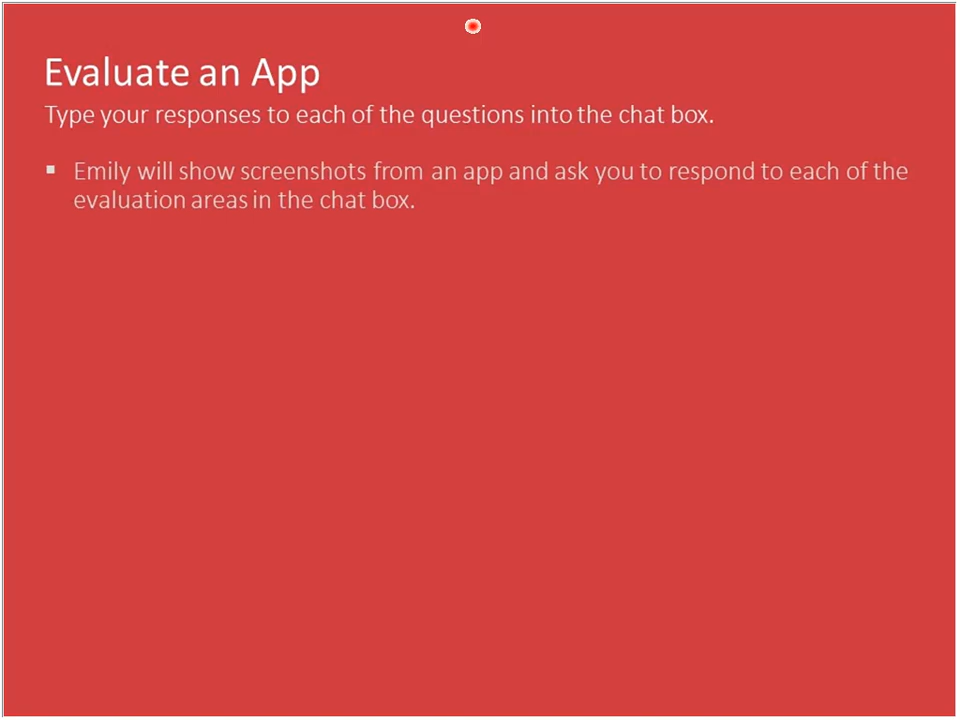 Evaluate an App
Type your responses to each of the questions into the chat box.
▪ Emily will show screenshots from an app and ask you to respond to each of the
evaluation areas in the chat box.